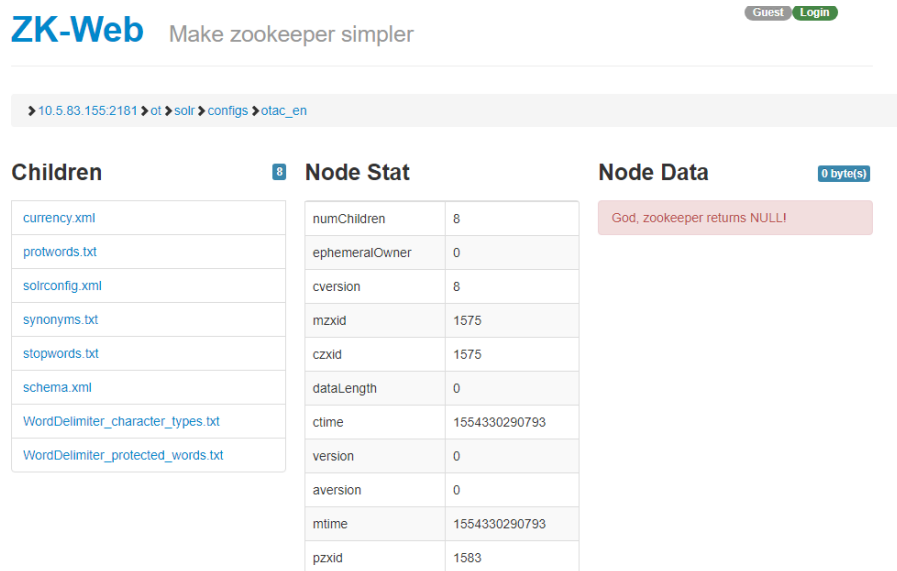 ZK-Web Make zookeeper simpler
Guest Login
10.5.83.155:2181 ot solr configs otac_en
Children 8
currency.xml
protwords.txt
solrconfig.xml
synonyms.txt
stopwords.txt
schema.xml
WordDelimiter_character_types.txt
WordDelimiter_protected_words.txt
Node Stat
numChildren 8
ephemeralOwner 0
cversion 8
mzxid 1575
czxid 1575
dataLength 0
ctime 1554330290793
version 0
aversion 0
mtime 1554330290793
pzxid 1583
Node Data 0 byte(s)
God, zookeeper returns NULL!